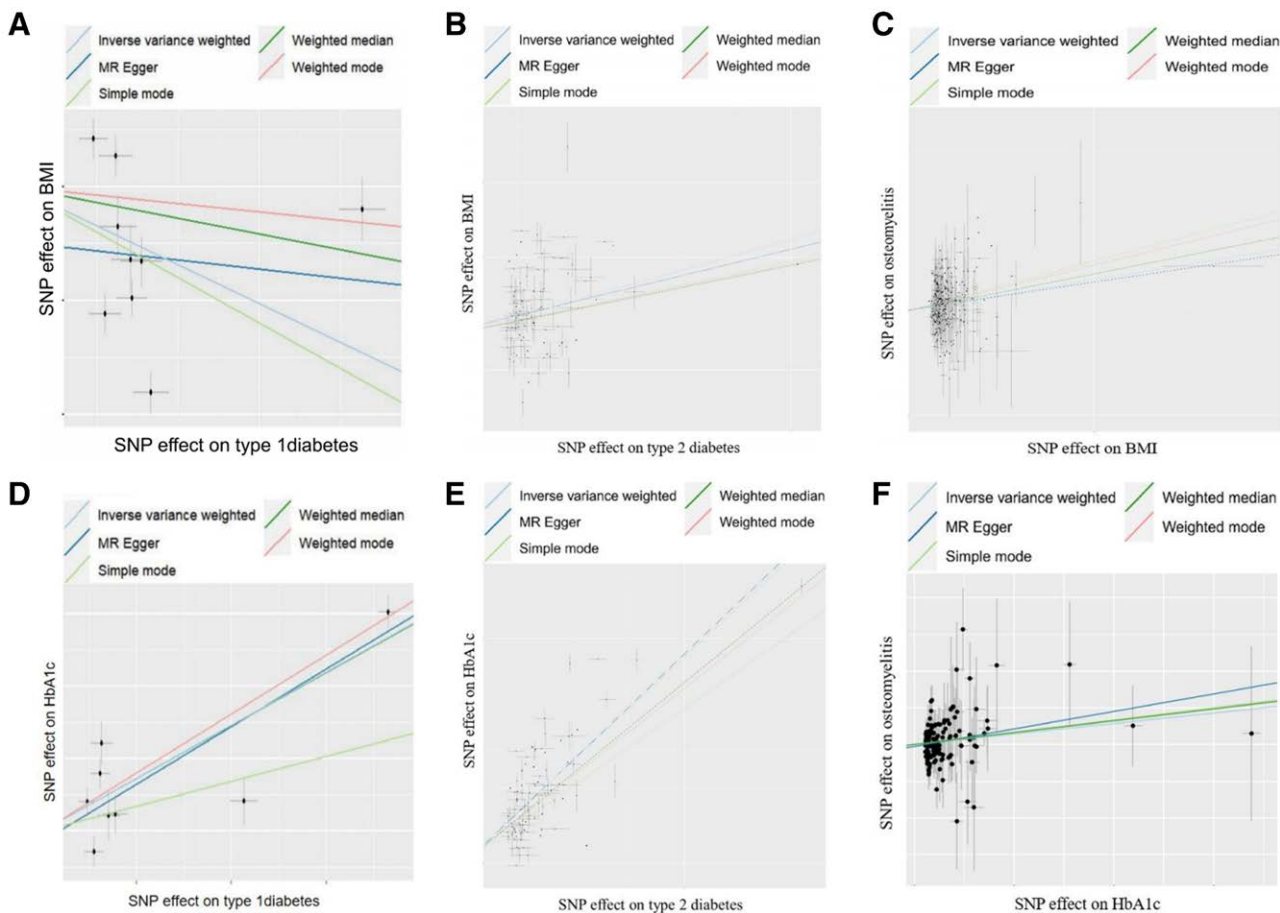 A
Inverse variance weighted
Weighted median
MR Egger
Weighted mode
Simple mode
SNP effect on BMI
SNP effect on type 1diabetes
B
Inverse variance weighted
Weighted median
MR Egger
Weighted mode
Simple mode
SNP effect on BMI
SNP effect on type 2 diabetes
C
Inverse variance weighted
Weighted median
MR Egger
Weighted mode
Simple mode
SNP effect on osteomyelitis
SNP effect on BMI
D
Inverse variance weighted
Weighted median
MR Egger
Weighted mode
Simple mode
SNP effect on HbA1c
SNP effect on type 1diabetes
E
Inverse variance weighted
Weighted median
MR Egger
Weighted mode
Simple mode
SNP effect on HbA1c
SNP effect on type 2 diabetes
F
Inverse variance weighted
Weighted median
MR Egger
Weighted mode
Simple mode
SNP effect on osteomyelitis
SNP effect on HbA1c